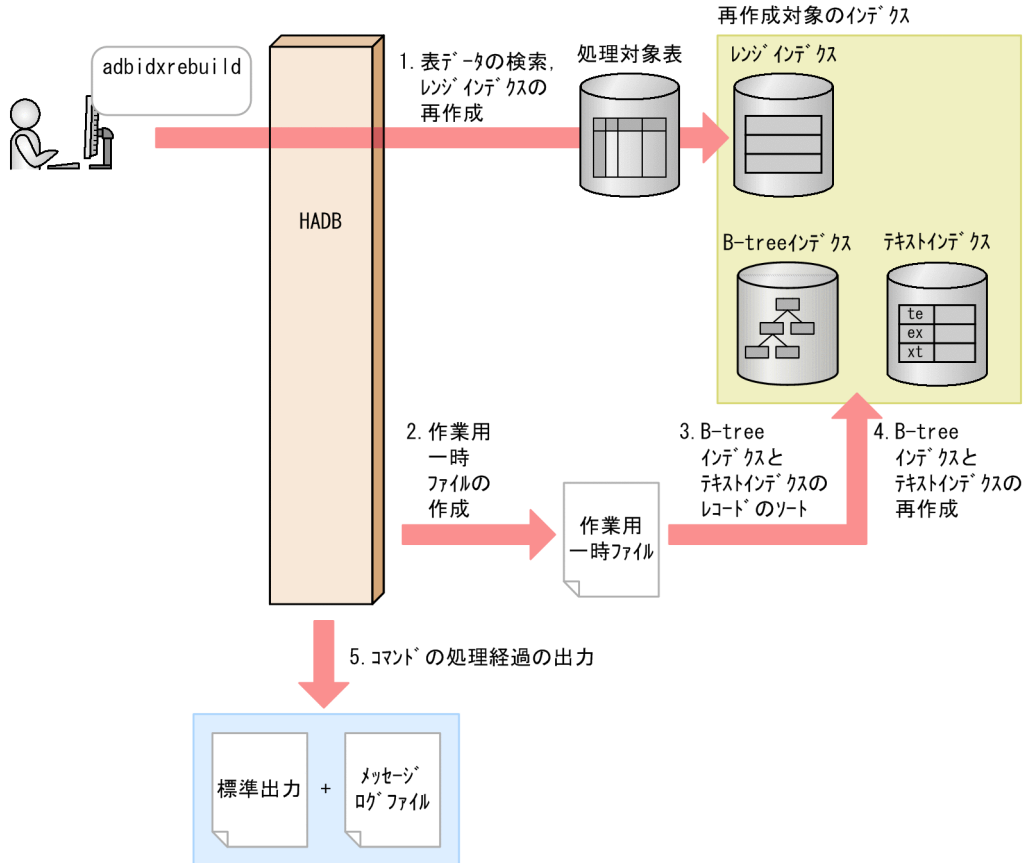 再作成対象のインデクス
adbidxrebuild
1. 表ﾃﾞｰﾀの検索,
ﾚﾝｼﾞｲﾝﾃﾞｸｽの
再作成
処理対象表
ﾚﾝｼﾞｲﾝﾃﾞｸｽ
HADB
B-treeｲﾝﾃﾞｸｽ
ﾃｷｽﾄｲﾝﾃﾞｸｽ
te
ex
xt
2. 作業用
一時
ﾌｧｲﾙの
作成
作業用
一時ﾌｧｲﾙ
3. B-tree
ｲﾝﾃﾞｸｽと
ﾃｷｽﾄｲﾝﾃﾞｸｽの
ﾚｺｰﾄﾞのｿｰﾄ
4. B-tree
ｲﾝﾃﾞｸｽと
ﾃｷｽﾄｲﾝﾃﾞｸｽの
再作成
5. ｺﾏﾝﾄﾞの処理経過の出力
標準出力
+
ﾒｯｾｰｼﾞ
ﾛｸﾞﾌｧｲﾙ